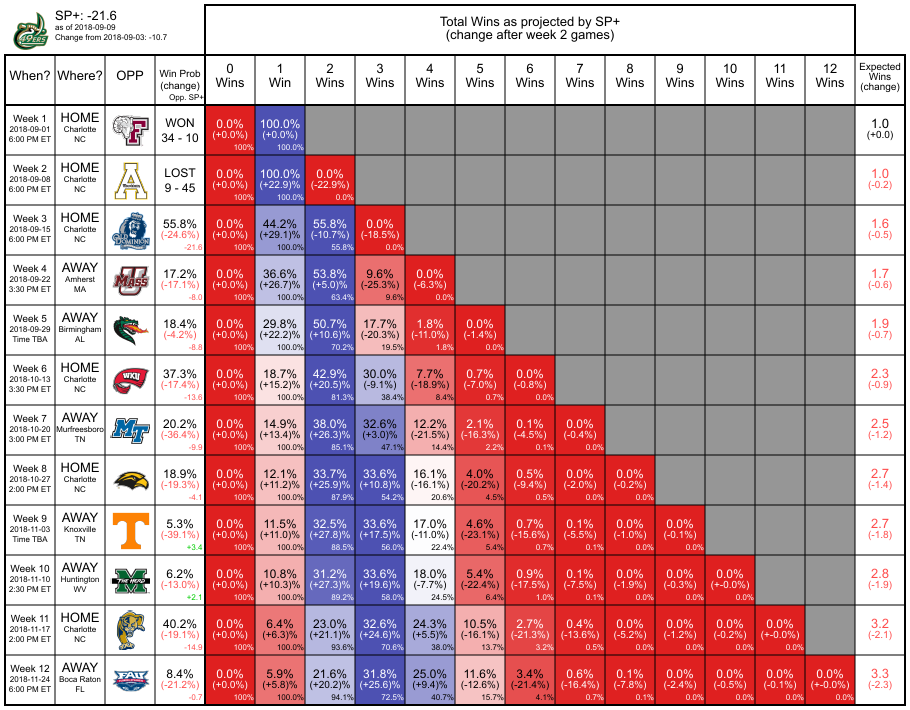 SP+: -21.6
as of 2018-09-09
Change from 2018-09-03: -10.7
49ERS
Total Wins as projected by SP+
(change after week 2 games)
When? Where? OPP Win Prob (change) Opp. SP+ 0 Wins 1 Win 2 Wins 3 Wins 4 Wins 5 Wins 6 Wins 7 Wins 8 Wins 9 Wins 10 Wins 11 Wins 12 Wins Expected Wins (change)
Week 1 HOME WON 0.0% 100.0% 1.0
2018-09-01 Charlotte F 34 - 10 (+0.0%) (+0.0%) (+0.0)
6:00 PM ET NC 100% 100.0%
Week 2 HOME LOST 0.0% 100.0% 0.0% 1.0
2018-09-08 Charlotte A 9 - 45 (+0.0%) (+22.9)% (-22.9%) (-0.2)
6:00 PM ET NC 100% 100.0% 0.0%
Week 3 HOME 55.8% 0.0% 44.2% 55.8% 0.0% 1.6
2018-09-15 Charlotte DOMINION (-24.6%) (+0.0%) (+29.1)% (-10.7%) (-18.5%) (-0.5)
6:00 PM ET NC -21.6 100% 100.0% 55.8% 0.0%
Week 4 AWAY 17.2% 0.0% 36.6% 53.8% 9.6% 0.0% 1.7
2018-09-22 Amherst MASS (-17.1%) (+0.0%) (+26.7)% (+5.0)% (-25.3%) (-6.3%) (-0.6)
3:30 PM ET MA -8.0 100% 100.0% 63.4% 9.6% 0.0%
Week 5 AWAY 18.4% 0.0% 29.8% 50.7% 17.7% 1.8% 0.0% 1.9
2018-09-29 Birmingham (-4.2%) (+0.0%) (+22.2)% (+10.6)% (-20.3%) (-11.0%) (-1.4%) (-0.7)
Time TBA AL -8.8 100% 100.0% 70.2% 19.5% 1.8% 0.0%
Week 6 HOME 37.3% 0.0% 18.7% 42.9% 30.0% 7.7% 0.7% 0.0% 2.3
2018-10-13 Charlotte WKU (-17.4%) (+0.0%) (+15.2)% (+20.5)% (-9.1%) (-18.9%) (-7.0%) (-0.8%) (-0.9)
3:30 PM ET NC -13.6 100% 100.0% 81.3% 38.4% 8.4% 0.7% 0.0%
Week 7 AWAY 20.2% 0.0% 14.9% 38.0% 32.6% 12.2% 2.1% 0.1% 0.0% 2.5
2018-10-20 Murfreesboro MT (-36.4%) (+0.0%) (+13.4)% (+26.3)% (+3.0)% (-21.5%) (-16.3%) (-4.5%) (-0.4%) (-1.2)
3:00 PM ET TN -9.9 100% 100.0% 85.1% 47.1% 14.4% 2.2% 0.1% 0.0%
Week 8 HOME 18.9% 0.0% 12.1% 33.7% 33.6% 16.1% 4.0% 0.5% 0.0% 0.0% 2.7
2018-10-27 Charlotte (-19.3%) (+0.0%) (+11.2)% (+25.9)% (+10.8)% (-16.1%) (-20.2%) (-9.4%) (-2.0%) (-0.2%) (-1.4)
2:00 PM ET NC -4.1 100% 100.0% 87.9% 54.2% 20.6% 4.5% 0.5% 0.0% 0.0%
Week 9 AWAY 5.3% 0.0% 11.5% 32.5% 33.6% 17.0% 4.6% 0.7% 0.1% 0.0% 0.0% 2.7
2018-11-03 Knoxville T (-39.1%) (+0.0%) (+11.0)% (+27.8)% (+17.5)% (-11.0%) (-23.1%) (-15.6%) (-5.5%) (-1.0%) (-0.1%) (-1.8)
Time TBA TN +3.4 100% 100.0% 88.5% 56.0% 22.4% 5.4% 0.7% 0.1% 0.0% 0.0%
Week 10 AWAY 6.2% 0.0% 10.8% 31.2% 33.6% 18.0% 5.4% 0.9% 0.1% 0.0% 0.0% 0.0% 2.8
2018-11-10 Huntington THE HERD (-13.0%) (+0.0%) (+10.3)% (+27.3)% (+19.6)% (-7.7%) (-22.4%) (-17.5%) (-7.5%) (-1.9%) (-0.3%) (+-0.0%) (-1.9)
2:30 PM ET WV +2.1 100% 100.0% 89.2% 58.0% 24.5% 6.4% 1.0% 0.1% 0.0% 0.0% 0.0%
Week 11 HOME 40.2% 0.0% 6.4% 23.0% 32.6% 24.3% 10.5% 2.7% 0.4% 0.0% 0.0% 0.0% 0.0% 3.2
2018-11-17 Charlotte (-19.1%) (+0.0%) (+6.3)% (+21.1)% (+24.6)% (+5.5)% (-16.1%) (-21.3%) (-13.6%) (-5.2%) (-1.2%) (-0.2%) (+-0.0%) (-2.1)
2:00 PM ET NC -14.9 100% 100.0% 93.6% 70.6% 38.0% 13.7% 3.2% 0.5% 0.0% 0.0% 0.0% 0.0%
Week 12 AWAY 8.4% 0.0% 5.9% 21.6% 31.8% 25.0% 11.6% 3.4% 0.6% 0.1% 0.0% 0.0% 0.0% 0.0% 3.3
2018-11-24 Boca Raton FAU (-21.2%) (+0.0%) (+5.8)% (+20.2)% (+25.6)% (+9.4)% (-12.6%) (-21.4%) (-16.4%) (-7.8%) (-2.4%) (-0.5%) (-0.1%) (+-0.0%) (-2.3)
6:00 PM ET FL -0.7 100% 100.0% 94.1% 72.5% 40.7% 15.7% 4.1% 0.7% 0.1% 0.0% 0.0% 0.0% 0.0%